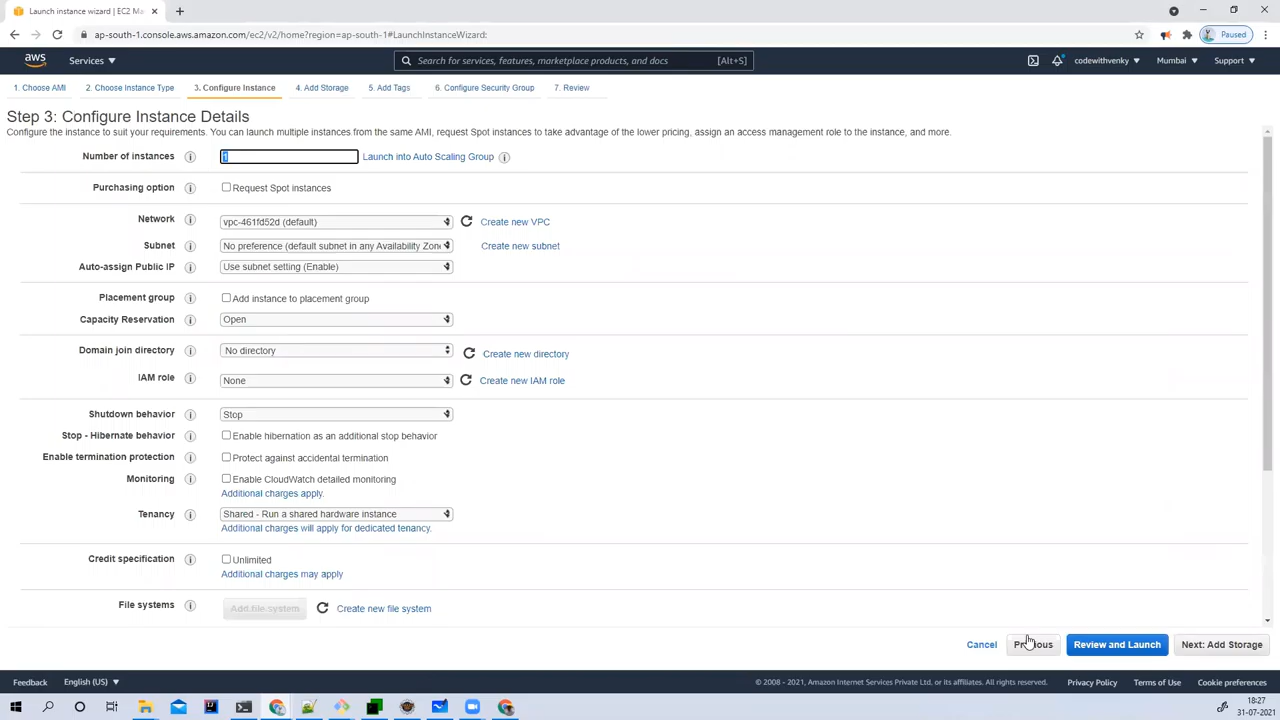 Launch instance wizard | EC2 M
ap-south-1.console.aws.amazon.com/ec2/v2/home?region=ap-south-1#LaunchInstanceWizard:
Paused
aws
Services
Search for services, features, marketplace products, and docs [Alt+S]
codewithvenky
Mumbai
Support
1. Choose AMI
2. Choose Instance Type
3. Configure Instance
4. Add Storage
5. Add Tags
6. Configure Security Group
7. Review
Step 3: Configure Instance Details
Configure the instance to suit your requirements. You can launch multiple instances from the same AMI, request Spot instances to take advantage of the lower pricing, assign an access management role to the instance, and more.
Number of instances 1 Launch into Auto Scaling Group
Purchasing option Request Spot instances
Network vpc-461fd52d (default) Create new VPC
Subnet No preference (default subnet in any Availability Zon Create new subnet
Auto-assign Public IP Use subnet setting (Enable)
Placement group Add instance to placement group
Capacity Reservation Open
Domain join directory No directory Create new directory
IAM role None Create new IAM role
Shutdown behavior Stop
Stop - Hibernate behavior Enable hibernation as an additional stop behavior
Enable termination protection Protect against accidental termination
Monitoring Enable CloudWatch detailed monitoring
Additional charges apply.
Tenancy Shared - Run a shared hardware instance
Additional charges will apply for dedicated tenancy.
Credit specification Unlimited
Additional charges may apply
File systems Add file system Create new file system
Cancel Previous Review and Launch Next: Add Storage
Feedback English (US) © 2008 - 2021, Amazon Internet Services Private Ltd. or its affiliates. All rights reserved. Privacy Policy Terms of Use Cookie preferences
18:27
31-07-2021